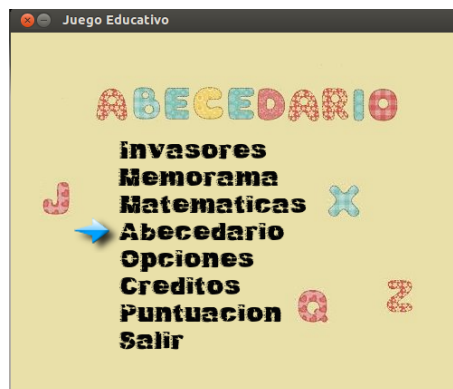 Juego Educativo
ABECEDARIO
Invasores
Memorama
J
Matematicas
X
Abecedario
Opciones
Creditos
Z
Puntuacion
Q
Salir